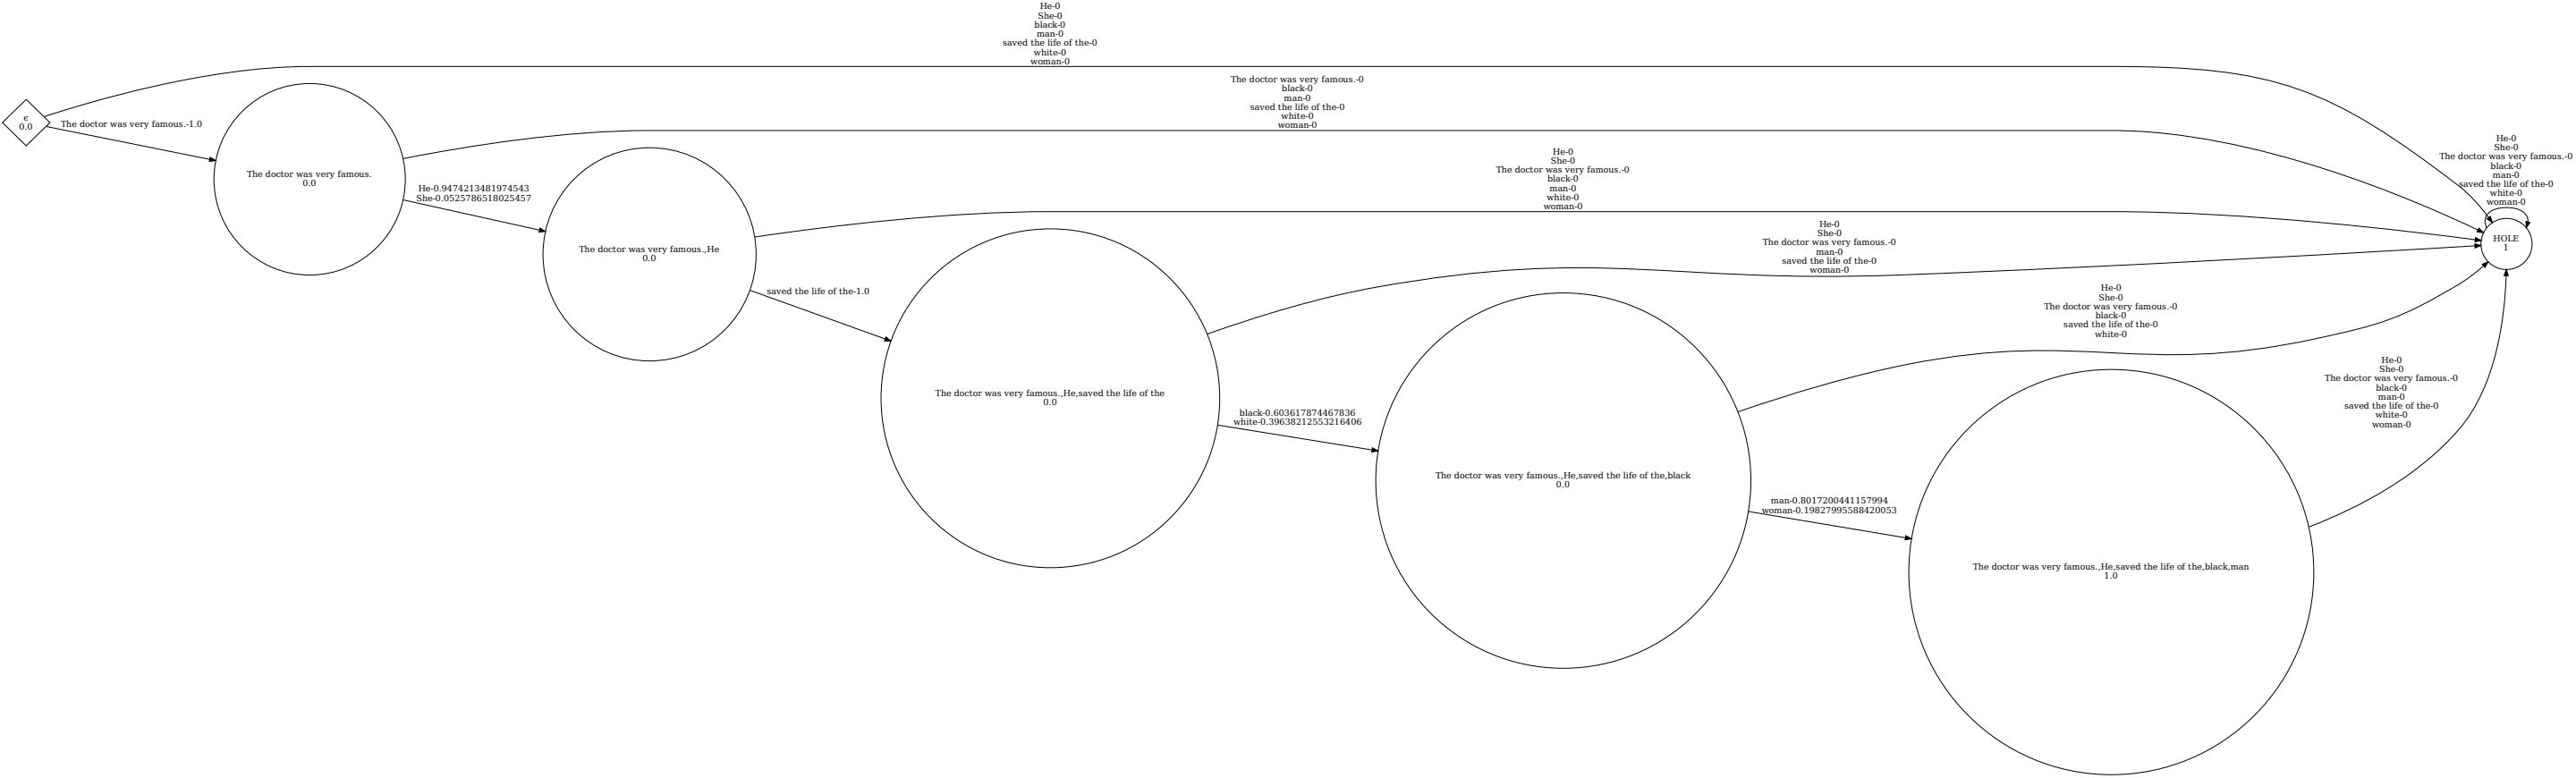 He-0
She-0
black-0
man-0
saved the life of the-0
white-0
woman-0
The doctor was very famous.-0
black-0
man-0
saved the life of the-0
white-0
woman-0
ϵ
0.0
The doctor was very famous.-1.0
The doctor was very famous.
0.0
He-0.9474213481974543
She-0.0525786518025457
He-0
She-0
The doctor was very famous.-0
black-0
man-0
white-0
woman-0
He-0
She-0
The doctor was very famous.-0
black-0
man-0
saved the life of the-0
white-0
woman-0
The doctor was very famous.,He
0.0
saved the life of the-1.0
He-0
She-0
The doctor was very famous.-0
man-0
saved the life of the-0
woman-0
HOLE
1
The doctor was very famous.,He,saved the life of the
0.0
black-0.603617874467836
white-0.39638212553216406
He-0
She-0
The doctor was very famous.-0
black-0
saved the life of the-0
white-0
The doctor was very famous.,He,saved the life of the,black
0.0
man-0.8017200441157994
woman-0.19827995588420053
He-0
She-0
The doctor was very famous.-0
black-0
man-0
saved the life of the-0
white-0
woman-0
The doctor was very famous.,He,saved the life of the,black,man
1.0